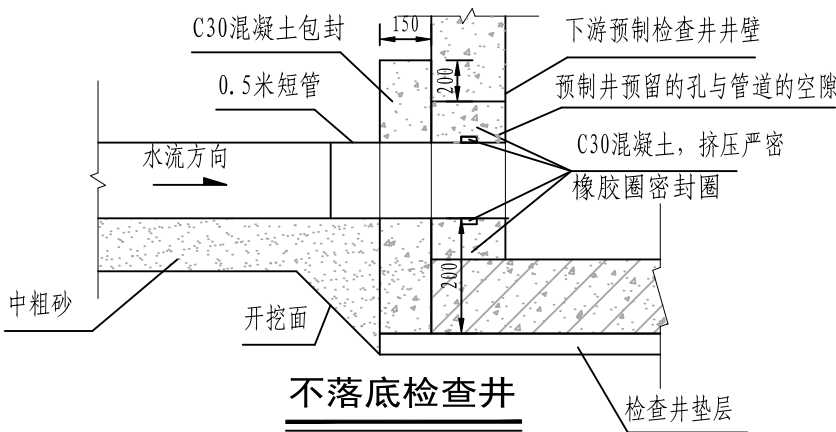 C30混凝土包封
150
下游预制检查井井壁
200
0.5米短管
预制井预留的孔与管道的空隙
水流方向
C30混凝土，挤压严密
橡胶圈密封圈
200
中粗砂
开挖面
不落底检查井
检查井垫层